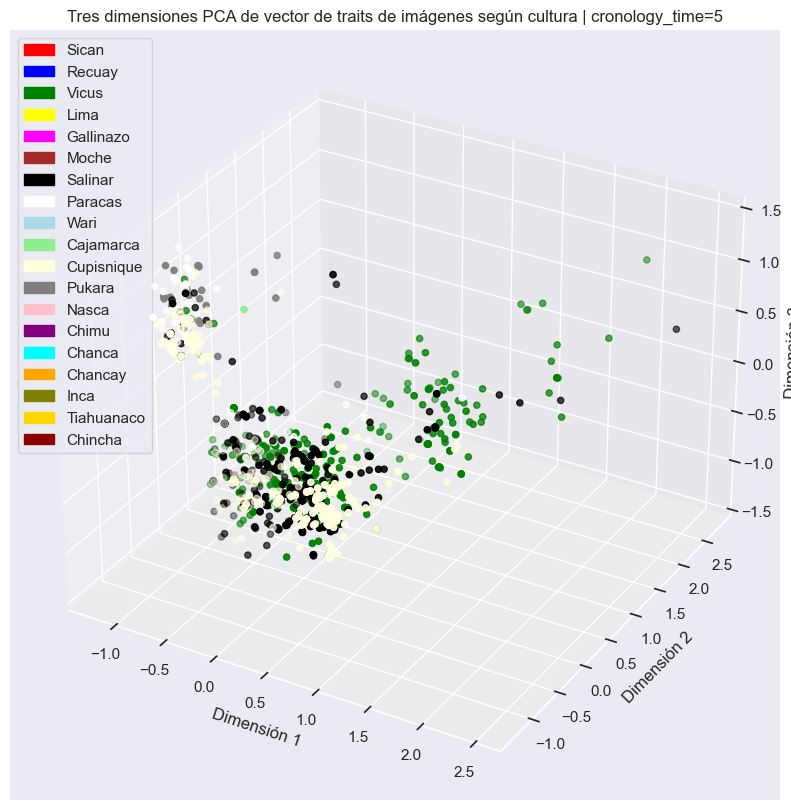 Tres dimensiones PCA de vector de traits de imágenes según cultura | cronology_time=5
Sican
Recuay
Vicus
Lima
Gallinazo
Moche
Salinar
Paracas
Wari
Cajamarca
Cupisnique
Pukara
Nasca
Chimu
Chanca
Chancay
Inca
Tiahuanaco
Chincha
1.5
1.0
0.5
0.0
−0.5
−1.0
−1.5
2.5
2.0
1.5
1.0
0.5
0.0
−0.5
−1.0
Dimensión 2
−1.0
−0.5
0.0
0.5
1.0
1.5
2.0
2.5
Dimensión 1